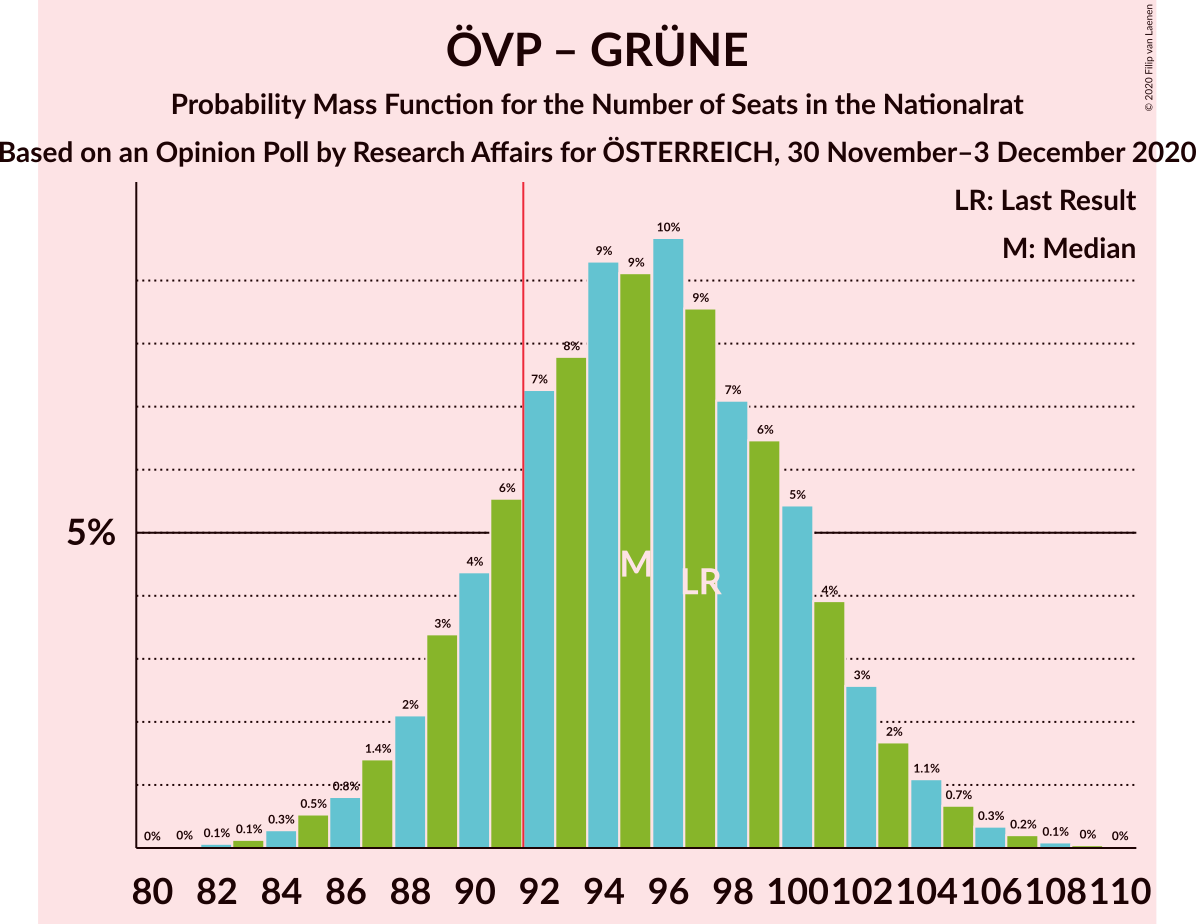 ÖVP – GRÜNE
Probability Mass Function for the Number of Seats in the Nationalrat
Based on an Opinion Poll by Research Affairs for ÖSTERREICH, 30 November–3 December 2020
© 2020 Filip van Laenen
LR: Last Result
M: Median
5%
0% 0% 0.1% 0.1% 0.3% 0.5% 0.8% 1.4% 2% 3% 4% 6% 7% 8% 9% 9% 10% 9% 7% 6% 5% 4% 3% 2% 1.1% 0.7% 0.3% 0.2% 0.1% 0% 0%
M
LR
80 82 84 86 88 90 92 94 96 98 100 102 104 106 108 110